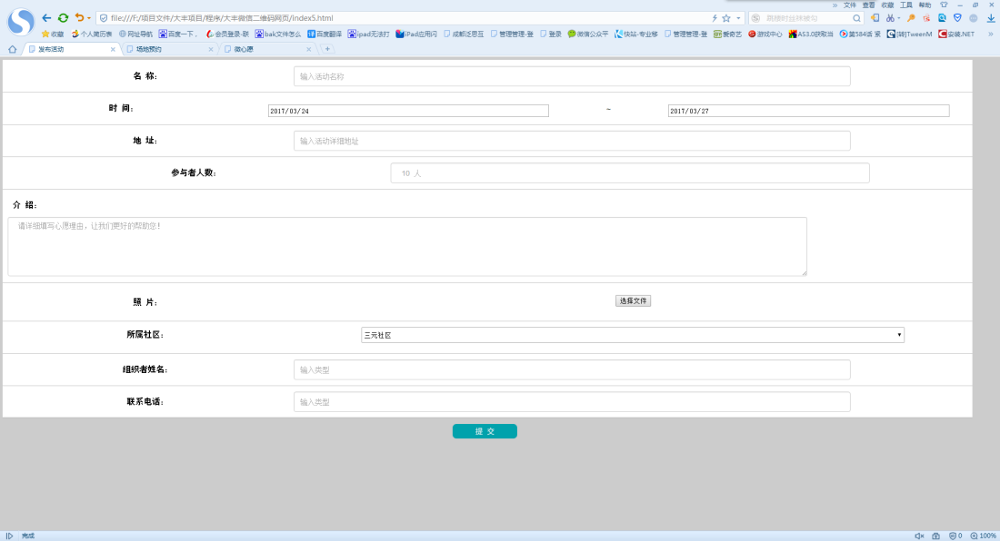 文件 查看 收藏 工具 帮助
file:///F:/项目文件/大丰项目/程序/大丰微信二维码网页/index5.html
收藏 个人简历表 网址导航 百度一下， 会员登录-联 bak文件怎么 百度翻译 ipad无法打 iPad应用闪 成都泛思互 管理管理-登 登录 微信公众平 快站-专业移 管理管理-登 爱奇艺 游戏中心 AS3.0获取当 第584派 紧 [转]TweenM 安装.NET
发布活动 场地预约 微心愿
名 称：
输入活动名称
时 间：
2017/03/24 ~ 2017/03/27
地 址：
输入活动详细地址
参与者人数：
10 人
介 绍：
请详细填写心愿理由，让我们更好的帮助您！
照 片：
选择文件
所属社区：
三元社区
组织者姓名：
输入类型
联系电话：
输入类型
提 交
完成
0 100%